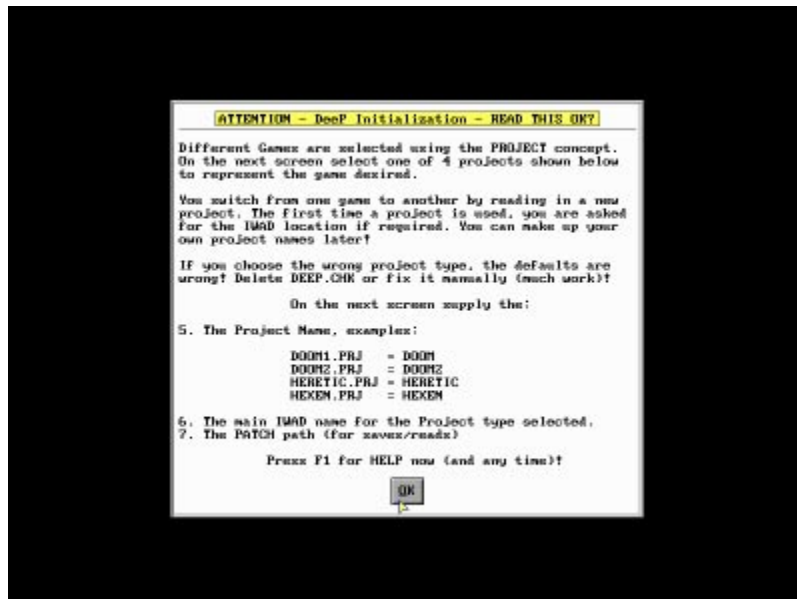 ATTENTION - DeeP Initialization - READ THIS OK?
Different Games are selected using the PROJECT concept.
On the next screen select one of 4 projects shown below
to represent the game desired.
You switch from one game to another by reading in a new
project. The first time a project is used, you are asked
for the IWAD location if required. You can make up your
own project names later!
If you choose the wrong project type, the defaults are
wrong! Delete DEEP.CHK or fix it manually (much work)!
On the next screen supply the:
5. The Project Name, examples:
DOOM1.PRJ = DOOM
DOOM2.PRJ = DOOM2
HERETIC.PRJ = HERETIC
HEXEN.PRJ = HEXEN
6. The main IWAD name for the Project type selected.
7. The PATCH path (for saves/reads)
Press F1 for HELP now (and any time)!
OK